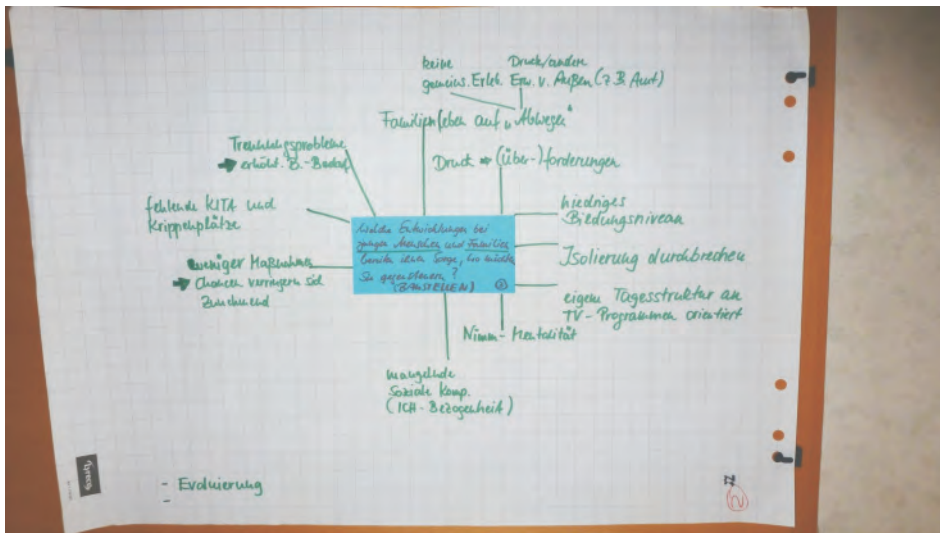 keine Druck/andere
gemeins. Erleb. Erw. v. Außen (z.B. Amt)
Familienleben auf "Abwegen"
Trennungsprobleme
→ erhöht. B.-Bedarf
Druck → (Über-)forderungen
fehlende KITA und
Krippenplätze
niedriges
Bildungsniveau
Welche Entwicklungen bei
jungen Menschen und Familien
bereiten ihnen Sorge, wo möchten
Sie gegensteuern?
(BAUSTELLEN) ②
Isolierung durchbrechen
weniger Maßnahmen
→ Chancen verringern sich
Zunehmend
eigene Tagesstruktur an
TV-Programmen orientiert
Nimm-Mentalität
mangelnde
Soziale Komp.
(ICH-Bezogenheit)
- Evaluierung
-